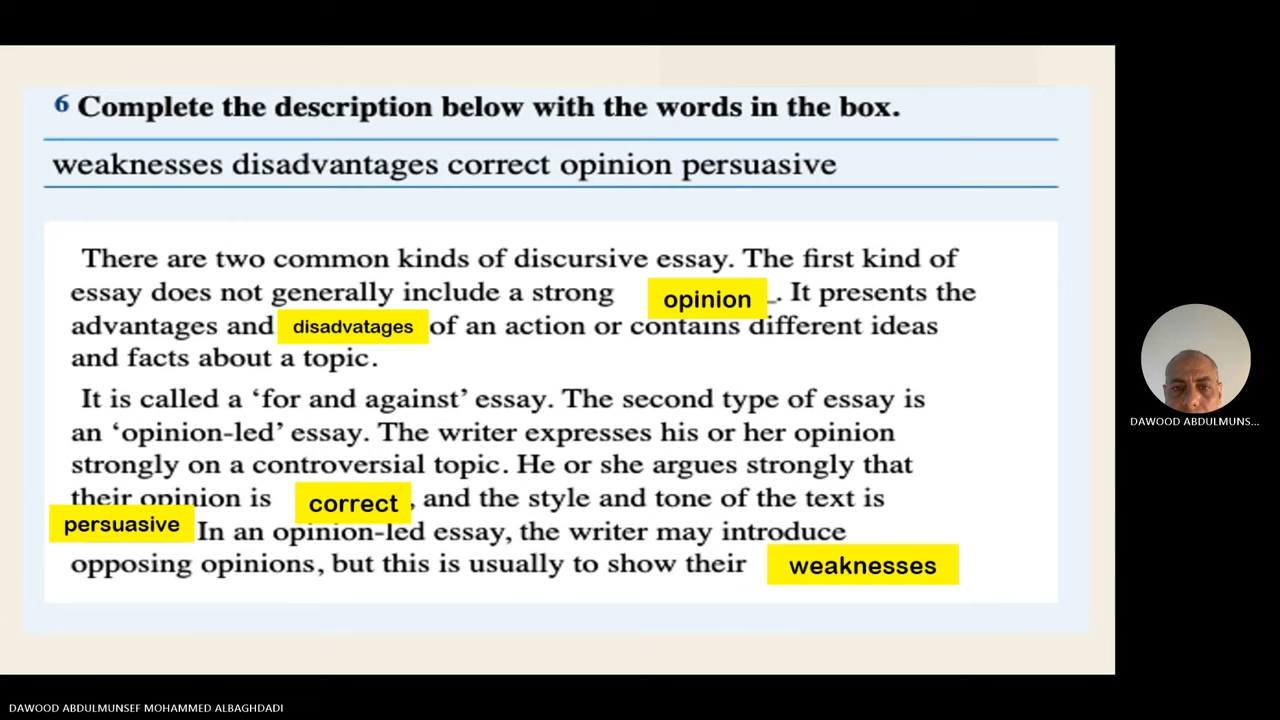 6 Complete the description below with the words in the box.
weaknesses disadvantages correct opinion persuasive
There are two common kinds of discursive essay. The first kind of
essay does not generally include a strong opinion_. It presents the
advantages and disadvatages of an action or contains different ideas
and facts about a topic.
It is called a ‘for and against’ essay. The second type of essay is
an ‘opinion-led’ essay. The writer expresses his or her opinion
strongly on a controversial topic. He or she argues strongly that
their opinion is correct, and the style and tone of the text is
persuasive In an opinion-led essay, the writer may introduce
opposing opinions, but this is usually to show their weaknesses
DAWOOD ABDULMUNS...
DAWOOD ABDULMUNSEF MOHAMMED ALBAGHDADI